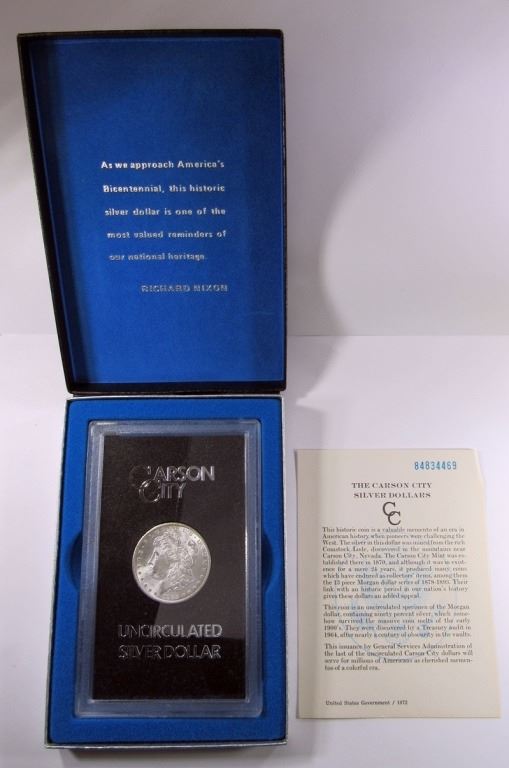 As we approach America's
Bicentennial, this historic
silver dollar is one of the
most valued reminders of
our national heritage.
RICHARD NIXON
CARSON
CITY
UNCIRCULATED
SILVER DOLLAR
84834469
THE CARSON CITY
SILVER DOLLARS
CC
This historic coin is a valuable memento of an era in
American history when pioneers were challenging the
West. The silver in this dollar was mined from the rich
Comstock Lode, discovered in the mountains near
Carson City, Nevada. The Carson City Mint was es-
tablished there in 1870, and although it was in exist-
ence for a mere 24 years, it produced many coins
which have endured as collectors' items, among them
the 13 piece Morgan dollar series of 1878-1893. Their
link with an historic period in our nation's history
gives these dollars an added appeal.
This coin is an uncirculated specimen of the Morgan
dollar, containing ninety percent silver, which some-
how survived the massive coin melts of the early
1900's. They were discovered by a Treasury audit in
1964, after nearly a century of obscurity in the vaults.
This issuance by General Services Administration of
the last of the uncirculated Carson City dollars will
serve for millions of Americans as cherished memen-
tos of a colorful era.
United States Government / 1972